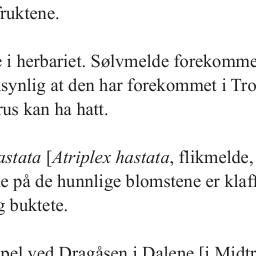 fruktene.
i herbariet. Sølvmelde forekomme
synlig at den har forekommet i Tro
rus kan ha hatt.
astata [Atriplex hastata, flikmelde,
e på de hunnlige blomstene er klaff
g buktete.
pel ved Dragåsen i Dalene [i Midtr